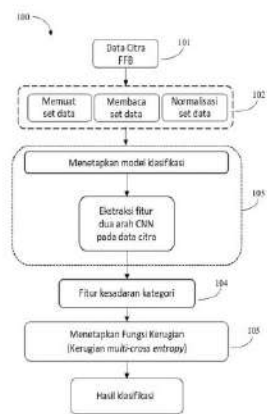 100
Data Citra
FFB
101
Memuat
set data
Membaca
set data
Normalisasi
set data
102
Menetapkan model klasifikasi
Ekstraksi fitur
dua arah CNN
pada data citra
103
Fitur kesadaran kategori
104
Menetapkan Fungsi Kerugian
(Kerugian multi-cross entropy)
105
Hasil klasifikasi